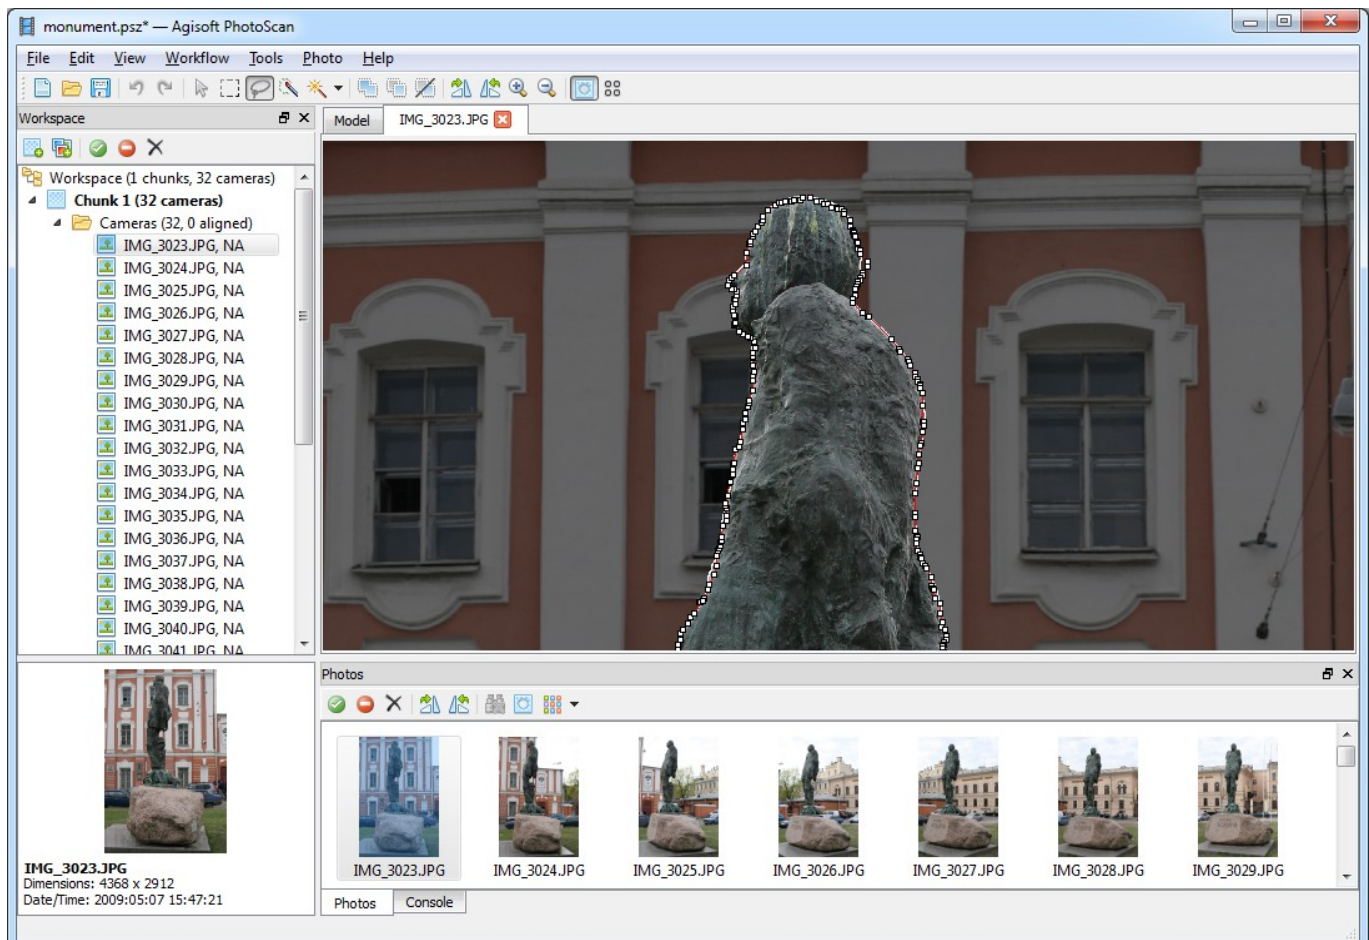 monument.psz* — Agisoft PhotoScan
File Edit View Workflow Tools Photo Help
Workspace
Model IMG_3023.JPG
Workspace (1 chunks, 32 cameras)
Chunk 1 (32 cameras)
Cameras (32, 0 aligned)
IMG_3023.JPG, NA
IMG_3024.JPG, NA
IMG_3025.JPG, NA
IMG_3026.JPG, NA
IMG_3027.JPG, NA
IMG_3028.JPG, NA
IMG_3029.JPG, NA
IMG_3030.JPG, NA
IMG_3031.JPG, NA
IMG_3032.JPG, NA
IMG_3033.JPG, NA
IMG_3034.JPG, NA
IMG_3035.JPG, NA
IMG_3036.JPG, NA
IMG_3037.JPG, NA
IMG_3038.JPG, NA
IMG_3039.JPG, NA
IMG_3040.JPG, NA
IMG_3041.JPG, NA
IMG_3023.JPG
Dimensions: 4368 x 2912
Date/Time: 2009:05:07 15:47:21
Photos
IMG_3023.JPG IMG_3024.JPG IMG_3025.JPG IMG_3026.JPG IMG_3027.JPG IMG_3028.JPG IMG_3029.JPG
Photos Console